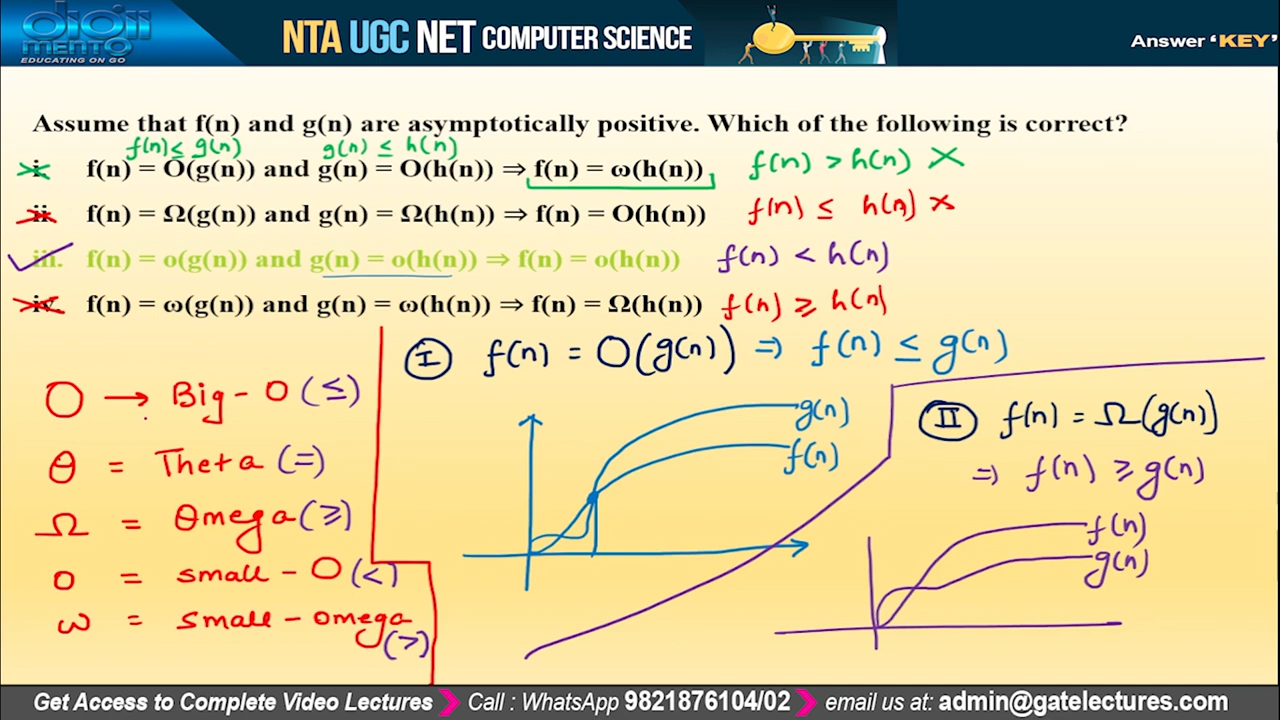 DIGII
MENTO
EDUCATING ON GO
NTA UGC NET COMPUTER SCIENCE
Answer ‘KEY’
Assume that f(n) and g(n) are asymptotically positive. Which of the following is correct?
f(n) ≤ g(n) g(n) ≤ h(n)
i. f(n) = O(g(n)) and g(n) = O(h(n)) ⇒ f(n) = ω(h(n)) f(n) > h(n) ×
ii. f(n) = Ω(g(n)) and g(n) = Ω(h(n)) ⇒ f(n) = O(h(n)) f(n) ≤ h(n) ×
iii. f(n) = o(g(n)) and g(n) = o(h(n)) ⇒ f(n) = o(h(n)) f(n) < h(n)
iv. f(n) = ω(g(n)) and g(n) = ω(h(n)) ⇒ f(n) = Ω(h(n)) f(n) ≥ h(n)
O → Big - O (≤)
θ = Theta (=)
Ω = Omega (≥)
o = small - O (<)
ω = small - omega
(>)
I f(n) = O(g(n)) ⇒ f(n) ≤ g(n)
g(n)
f(n)
II f(n) = Ω(g(n))
⇒ f(n) ≥ g(n)
f(n)
g(n)
Get Access to Complete Video Lectures Call : WhatsApp 9821876104/02 email us at: admin@gatelectures.com